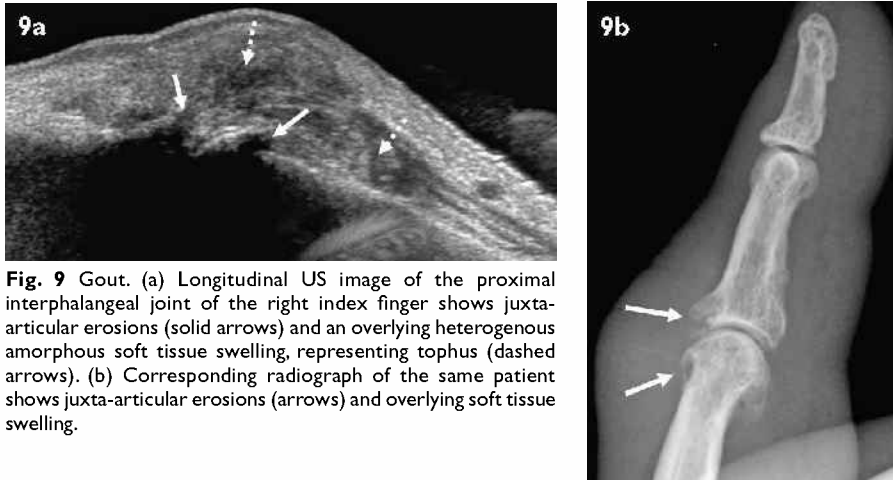 9a
9b
Fig. 9 Gout. (a) Longitudinal US image of the proximal
interphalangeal joint of the right index finger shows juxta-
articular erosions (solid arrows) and an overlying heterogenous
amorphous soft tissue swelling, representing tophus (dashed
arrows). (b) Corresponding radiograph of the same patient
shows juxta-articular erosions (arrows) and overlying soft tissue
swelling.